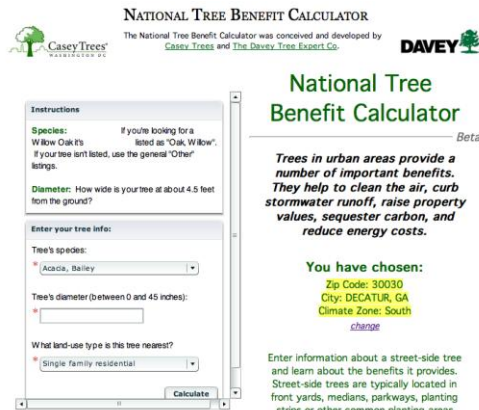 NATIONAL TREE BENEFIT CALCULATOR
The National Tree Benefit Calculator was conceived and developed by
Casey Trees and The Davey Tree Expert Co.
CaseyTrees
WASHINGTON DC
DAVEY
Instructions
Species: If you're looking for a
Willow Oak it's listed as "Oak, Willow".
If your tree isn't listed, use the general "Other"
listings.
Diameter: How wide is your tree at about 4.5 feet
from the ground?
Enter your tree info:
Tree's species:
* Acacia, Bailey
Tree's diameter (between 0 and 45 inches):
*
What land-use type is this tree nearest?
* Single family residential
Calculate
National Tree
Benefit Calculator
Beta
Trees in urban areas provide a
number of important benefits.
They help to clean the air, curb
stormwater runoff, raise property
values, sequester carbon, and
reduce energy costs.
You have chosen:
Zip Code: 30030
City: DECATUR, GA
Climate Zone: South
change
Enter information about a street-side tree
and learn about the benefits it provides.
Street-side trees are typically located in
front yards, medians, parkways, planting
strips or other common planting areas